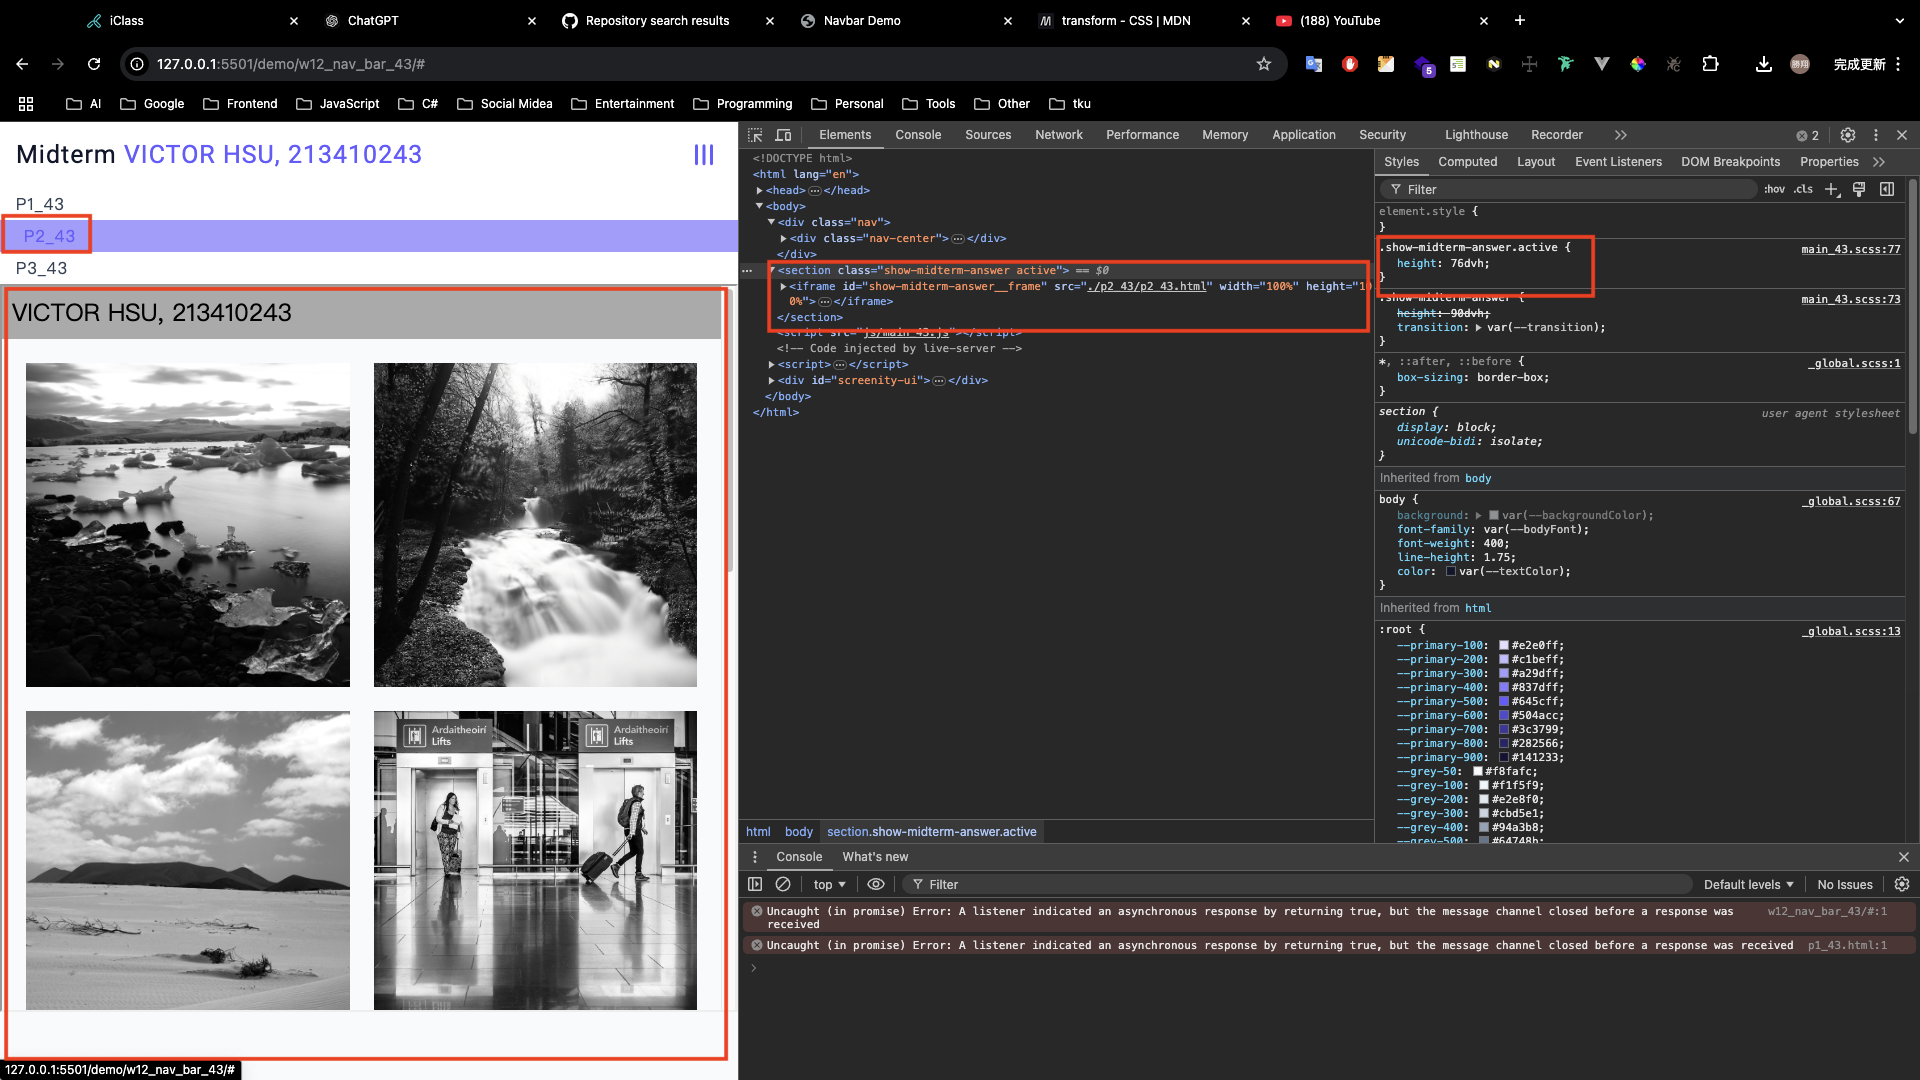 iClass
ChatGPT
Repository search results
Navbar Demo
transform - CSS | MDN
(188) YouTube
127.0.0.1:5501/demo/w12_nav_bar_43/#
5
完成更新
AI
Google
Frontend
JavaScript
C#
Social Midea
Entertainment
Programming
Personal
Tools
Other
tku
Midterm VICTOR HSU, 213410243
P1_43
P2_43
P3_43
VICTOR HSU, 213410243
Ardaitheoirí
Lifts
Ardaitheoirí
Lifts
127.0.0.1:5501/demo/w12_nav_bar_43/#
Elements
Console
Sources
Network
Performance
Memory
Application
Security
Lighthouse
Recorder
2
<!DOCTYPE html>
<html lang="en">
<head>…</head>
<body>
<div class="nav">
<div class="nav-center">…</div>
</div>
<section class="show-midterm-answer active"> == $0
<iframe id="show-midterm-answer__frame" src="./p2_43/p2_43.html" width="100%" height="10
0%">…</iframe>
</section>
<script src="js/main_43.js"></script>
<!-- Code injected by live-server -->
<script>…</script>
<div id="screenity-ui">…</div>
</body>
</html>
html
body
section.show-midterm-answer.active
Styles
Computed
Layout
Event Listeners
DOM Breakpoints
Properties
Filter
:hov
.cls
element.style {
}
.show-midterm-answer.active {
main_43.scss:77
height: 76dvh;
}
.show-midterm-answer {
main_43.scss:73
height: 90dvh;
transition: var(--transition);
}
*, ::after, ::before {
_global.scss:1
box-sizing: border-box;
}
section {
user agent stylesheet
display: block;
unicode-bidi: isolate;
}
Inherited from body
body {
_global.scss:67
background: var(--backgroundColor);
font-family: var(--bodyFont);
font-weight: 400;
line-height: 1.75;
color: var(--textColor);
}
Inherited from html
:root {
_global.scss:13
--primary-100: #e2e0ff;
--primary-200: #c1beff;
--primary-300: #a29dff;
--primary-400: #837dff;
--primary-500: #645cff;
--primary-600: #504acc;
--primary-700: #3c3799;
--primary-800: #282566;
--primary-900: #141233;
--grey-50: #f8fafc;
--grey-100: #f1f5f9;
--grey-200: #e2e8f0;
--grey-300: #cbd5e1;
--grey-400: #94a3b8;
--grey-500: #64748b;
Console
What's new
top
Filter
Default levels
No Issues
Uncaught (in promise) Error: A listener indicated an asynchronous response by returning true, but the message channel closed before a response was
received
w12_nav_bar_43/#:1
Uncaught (in promise) Error: A listener indicated an asynchronous response by returning true, but the message channel closed before a response was received
p1_43.html:1